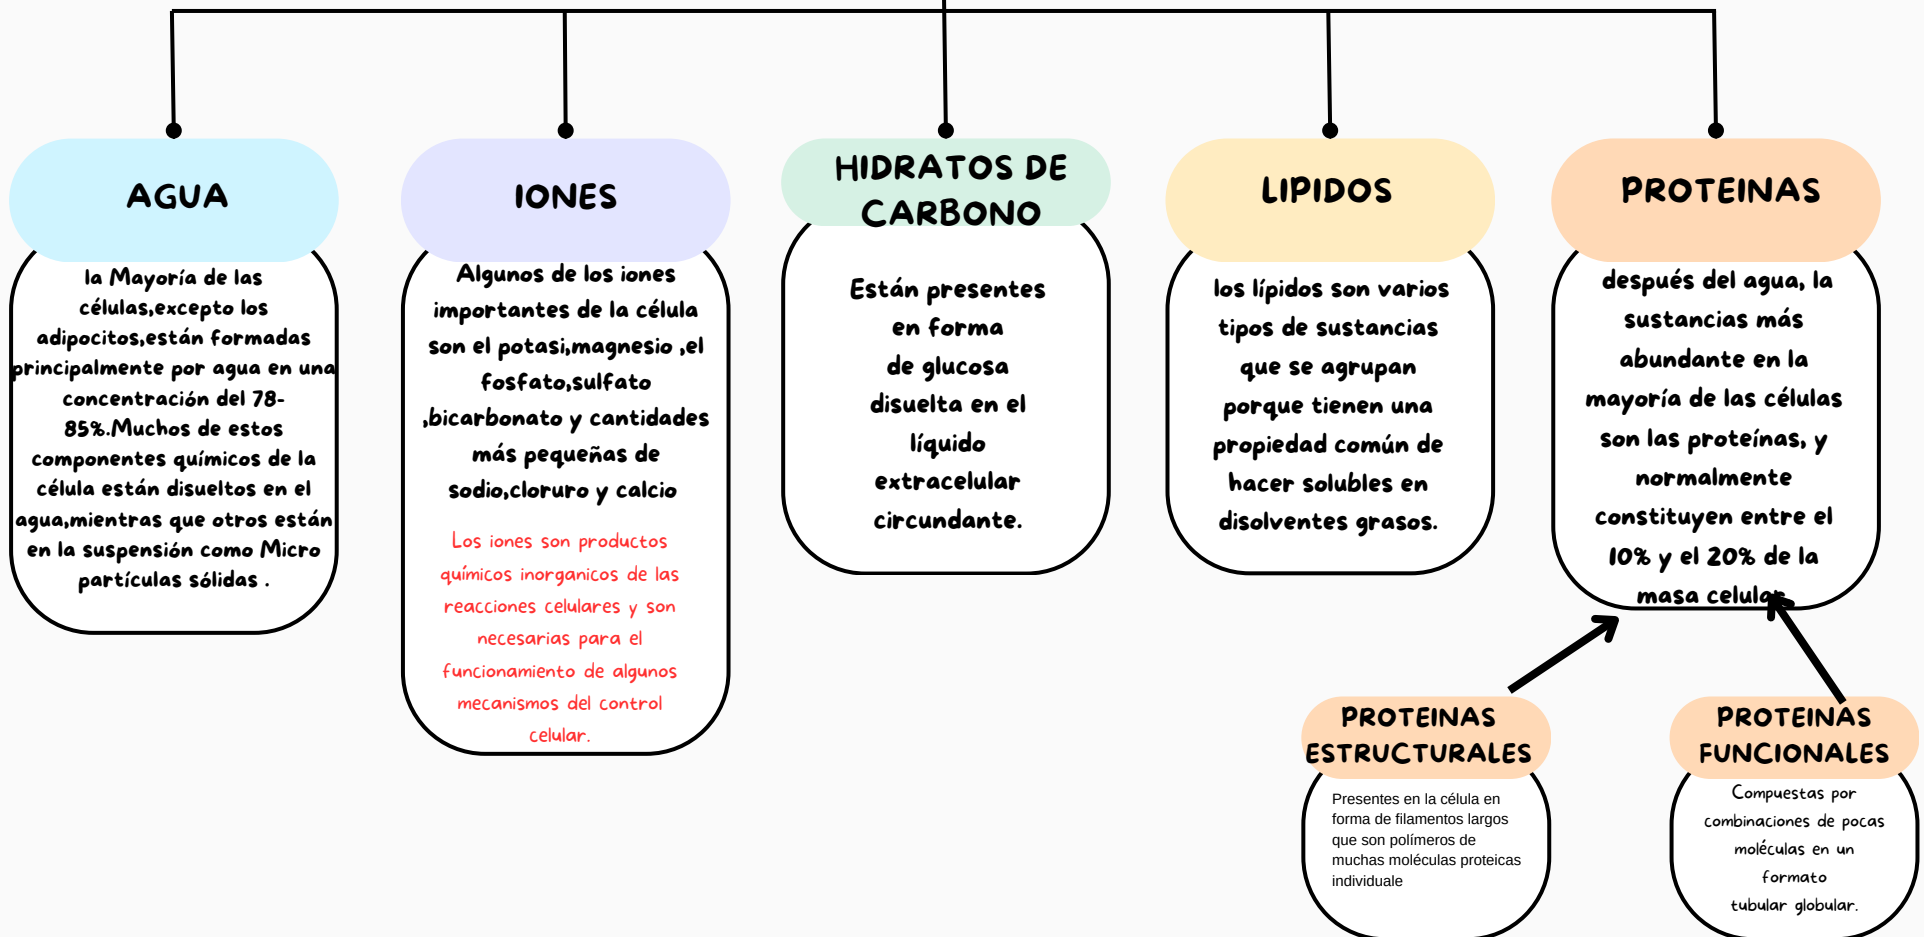 AGUA
la Mayoría de las
células,excepto los
adipocitos,están formadas
principalmente por agua en una
concentración del 78-
85%.Muchos de estos
componentes químicos de la
célula están disueltos en el
agua,mientras que otros están
en la suspensión como Micro
partículas sólidas .
IONES
Algunos de los iones
importantes de la célula
son el potasi,magnesio ,el
fosfato,sulfato
,bicarbonato y cantidades
más pequeñas de
sodio,cloruro y calcio
Los iones son productos
químicos inorganicos de las
reacciones celulares y son
necesarias para el
funcionamiento de algunos
mecanismos del control
celular.
HIDRATOS DE
CARBONO
Están presentes
en forma
de glucosa
disuelta en el
líquido
extracelular
circundante.
LIPIDOS
los lípidos son varios
tipos de sustancias
que se agrupan
porque tienen una
propiedad común de
hacer solubles en
disolventes grasos.
PROTEINAS
después del agua, la
sustancias más
abundante en la
mayoría de las células
son las proteínas, y
normalmente
constituyen entre el
10% y el 20% de la
masa celular
PROTEINAS
ESTRUCTURALES
Presentes en la célula en
forma de filamentos largos
que son polímeros de
muchas moléculas proteicas
individuale
PROTEINAS
FUNCIONALES
Compuestas por
combinaciones de pocas
moléculas en un
formato
tubular globular.